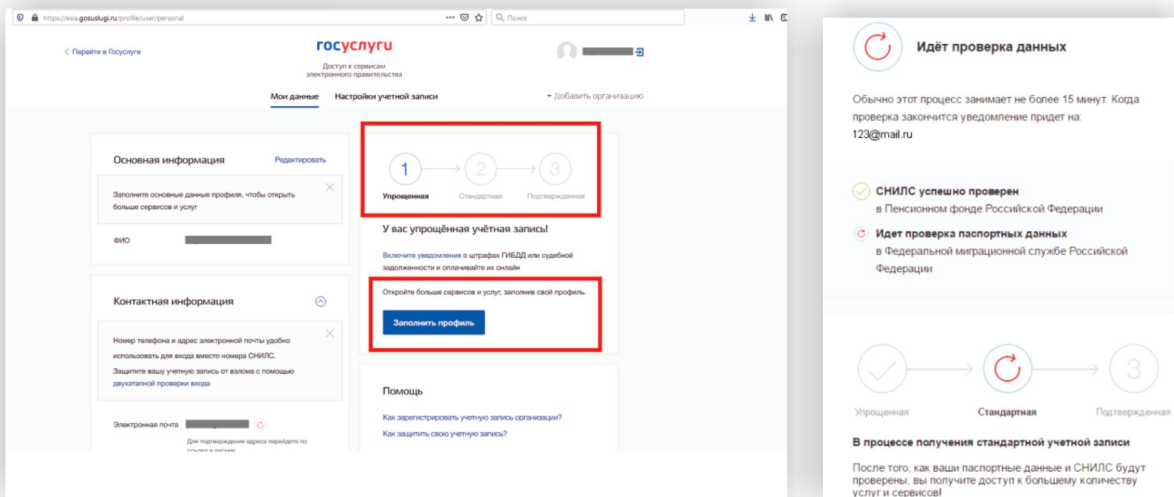 https://esia.gosuslugi.ru/profile/user/personal
Поиск
Перейти в Госуслуги
госуслуги
Доступ к сервисам
электронного правительства
Мои данные
Настройки учетной записи
+ Добавить организацию
Основная информация
Редактировать
Заполните основные данные профиля, чтобы открыть
больше сервисов и услуг
ФИО
Контактная информация
Номер телефона и адрес электронной почты удобно
использовать для входа вместо номера СНИЛС.
Защитите вашу учетную запись от взлома с помощью
двухэтапной проверки входа
Электронная почта
Для подтверждения адреса перейдите по
ссылке в письме
1 2 3
Упрощенная Стандартная Подтвержденная
У вас упрощённая учётная запись!
Включите уведомления о штрафах ГИБДД или судебной
задолженности и оплачивайте их онлайн
Откройте больше сервисов и услуг, заполнив свой профиль.
Заполнить профиль
Помощь
Как зарегистрировать учетную запись организации?
Как защитить свою учетную запись?
Идёт проверка данных
Обычно этот процесс занимает не более 15 минут. Когда
проверка закончится уведомление придет на:
123@mail.ru
СНИЛС успешно проверен
в Пенсионном фонде Российской Федерации
Идет проверка паспортных данных
в Федеральной миграционной службе Российской
Федерации
3
Упрощенная Стандартная Подтвержденная
В процессе получения стандартной учетной записи
После того, как ваши паспортные данные и СНИЛС будут
проверены, вы получите доступ к большему количеству
услуг и сервисов!